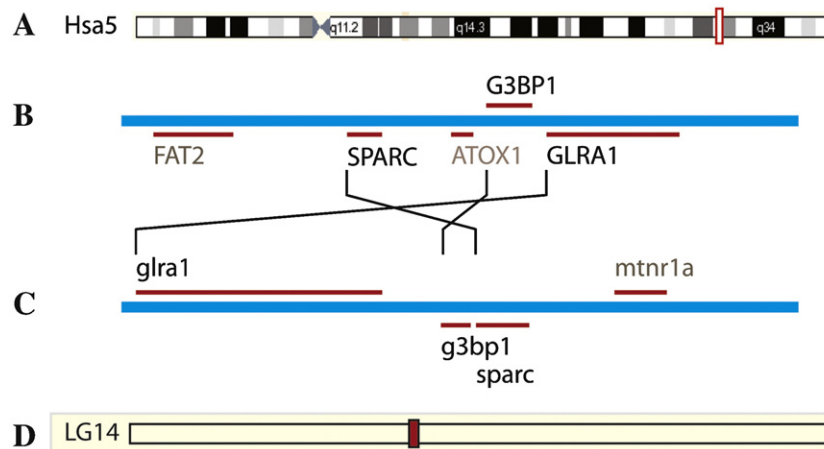 A Hsa5 q11.2 q14.3 q34
G3BP1
B
FAT2 SPARC ATOX1 GLRA1
glra1 mtnr1a
C
g3bp1
sparc
D LG14